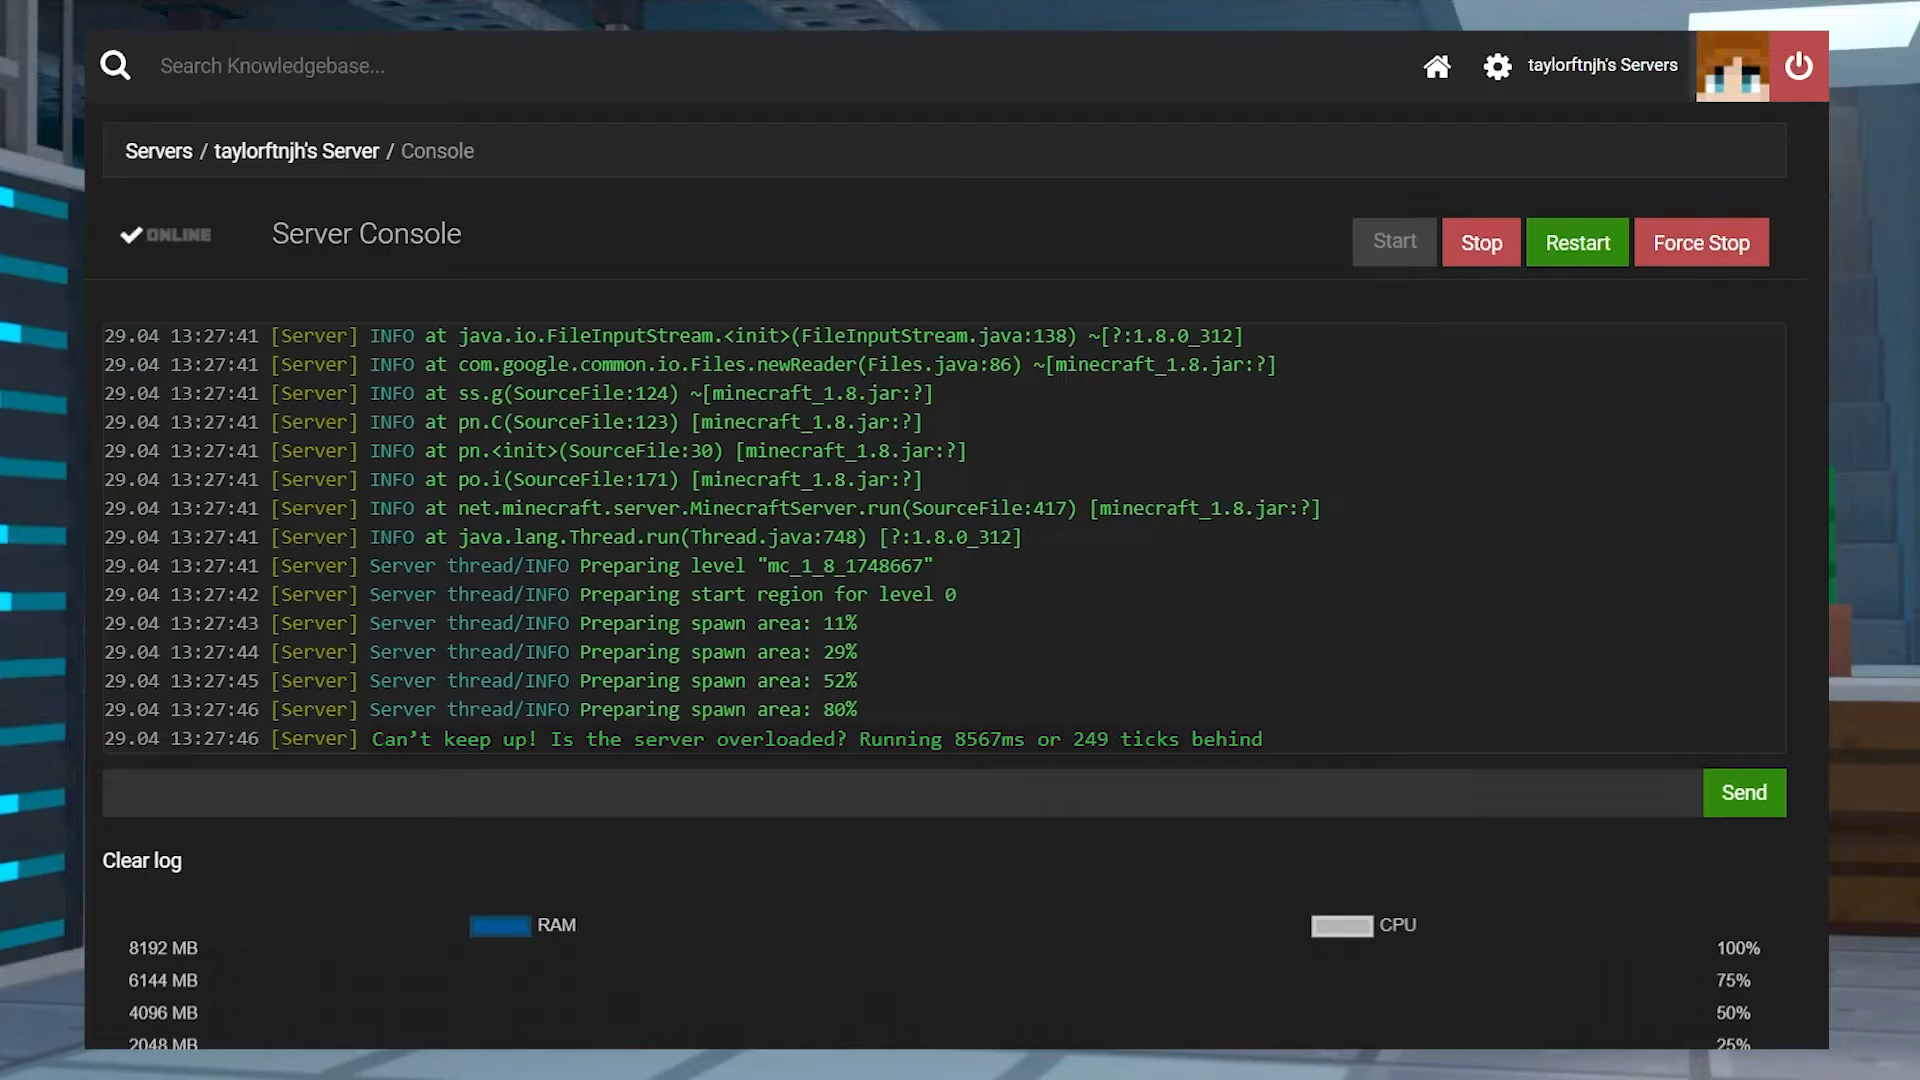 Search Knowledgebase...
taylorftnjh's Servers
Servers / taylorftnjh's Server / Console
ONLINE
Server Console
Start
Stop
Restart
Force Stop
29.04 13:27:41 [Server] INFO at java.io.FileInputStream.<init>(FileInputStream.java:138) ~[?:1.8.0_312]
29.04 13:27:41 [Server] INFO at com.google.common.io.Files.newReader(Files.java:86) ~[minecraft_1.8.jar:?]
29.04 13:27:41 [Server] INFO at ss.g(SourceFile:124) ~[minecraft_1.8.jar:?]
29.04 13:27:41 [Server] INFO at pn.C(SourceFile:123) [minecraft_1.8.jar:?]
29.04 13:27:41 [Server] INFO at pn.<init>(SourceFile:30) [minecraft_1.8.jar:?]
29.04 13:27:41 [Server] INFO at po.i(SourceFile:171) [minecraft_1.8.jar:?]
29.04 13:27:41 [Server] INFO at net.minecraft.server.MinecraftServer.run(SourceFile:417) [minecraft_1.8.jar:?]
29.04 13:27:41 [Server] INFO at java.lang.Thread.run(Thread.java:748) [?:1.8.0_312]
29.04 13:27:41 [Server] Server thread/INFO Preparing level "mc_1_8_1748667"
29.04 13:27:42 [Server] Server thread/INFO Preparing start region for level 0
29.04 13:27:43 [Server] Server thread/INFO Preparing spawn area: 11%
29.04 13:27:44 [Server] Server thread/INFO Preparing spawn area: 29%
29.04 13:27:45 [Server] Server thread/INFO Preparing spawn area: 52%
29.04 13:27:46 [Server] Server thread/INFO Preparing spawn area: 80%
29.04 13:27:46 [Server] Can’t keep up! Is the server overloaded? Running 8567ms or 249 ticks behind
Send
Clear log
RAM
CPU
8192 MB
100%
6144 MB
75%
4096 MB
50%
2048 MB
25%